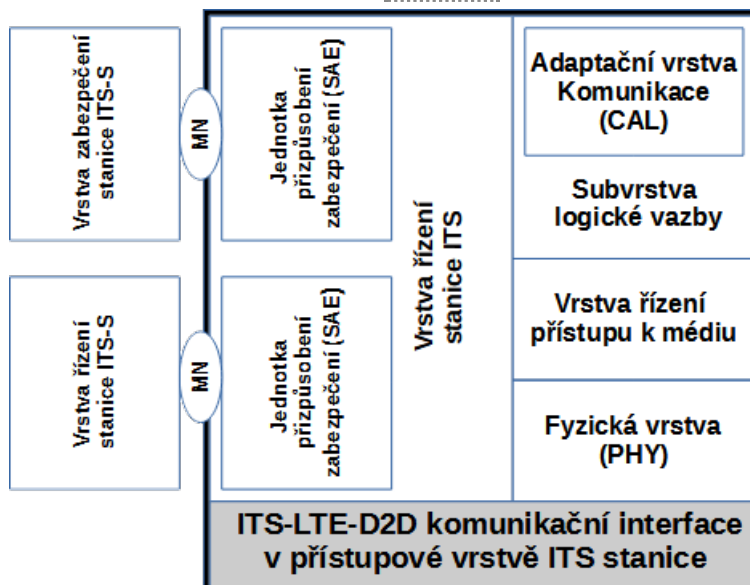 Vrstva zabezpečení
stanice ITS-S
MN
Jednotka
přizpůsobení
zabezpečení (SAE)
Vrstva řízení
stanice ITS-S
MN
Jednotka
přizpůsobení
zabezpečení (SAE)
Vrstva řízení
stanice ITS
Adaptační vrstva
Komunikace
(CAL)
Subvrstva
logické vazby
Vrstva řízení
přístupu k médiu
Fyzická vrstva
(PHY)
ITS-LTE-D2D komunikační interface
v přístupové vrstvě ITS stanice